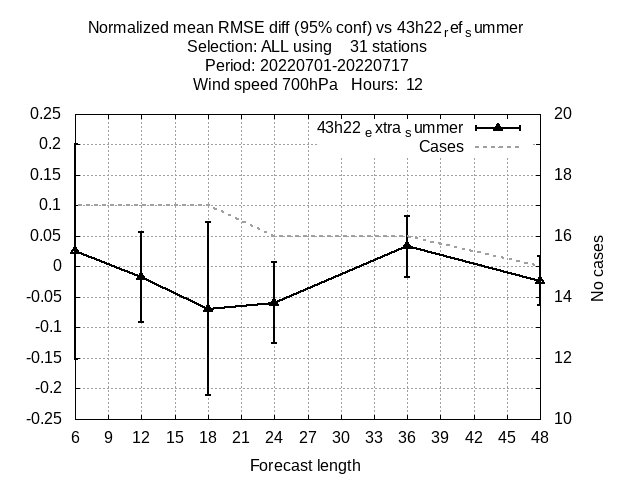 Normalized mean RMSE diff (95% conf) vs 43h22refsummer
Selection: ALL using 31 stations
Period: 20220701-20220717
Wind speed 700hPa Hours: 12
43h22extrasummer
Cases
0.25
0.2
0.15
0.1
0.05
0
-0.05
-0.1
-0.15
-0.2
-0.25
20
18
16
14
12
10
No cases
6 9 12 15 18 21 24 27 30 33 36 39 42 45 48
Forecast length